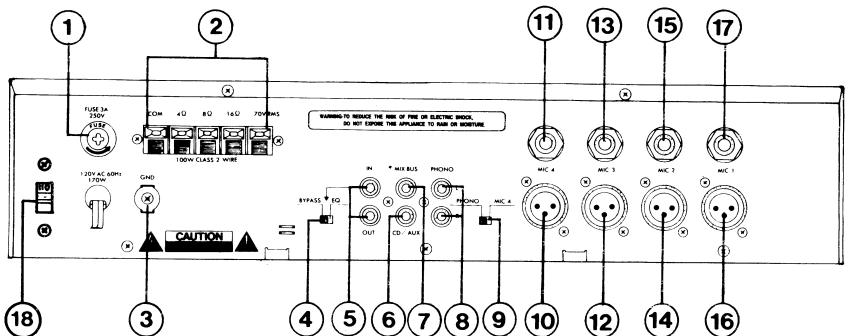 1
2
11
13
15
17
FUSE 3A
250V
FUSE
COM 4Ω 8Ω 16Ω 70V RMS
WARNING-TO REDUCE THE RISK OF FIRE OR ELECTRIC SHOCK,
DO NOT EXPOSE THIS APPLIANCE TO RAIN OR MOISTURE
100W CLASS 2 WIRE
120V AC 60Hz
170W
GND
IN * MIX BUS PHONO
MIC 4 MIC 3 MIC 2 MIC 1
BYPASS EQ
PHONO MIC 4
OUT CD/AUX
CAUTION
18
3
4
5
6
7
8
9
10
12
14
16